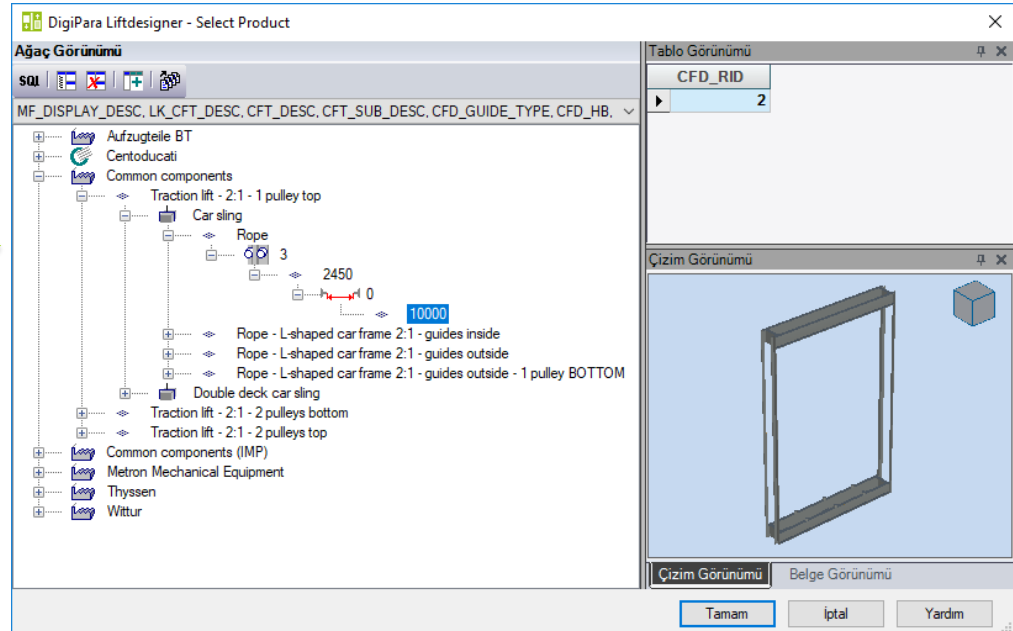 DigiPara Liftdesigner - Select Product
Ağaç Görünümü
SQL
MF_DISPLAY_DESC, LK_CFT_DESC, CFT_DESC, CFT_SUB_DESC, CFD_GUIDE_TYPE, CFD_HB,
Aufzugteile BT
Centoducati
Common components
Traction lift - 2:1 - 1 pulley top
Car sling
Rope
3
2450
0
10000
Rope - L-shaped car frame 2:1 - guides inside
Rope - L-shaped car frame 2:1 - guides outside
Rope - L-shaped car frame 2:1 - guides outside - 1 pulley BOTTOM
Double deck car sling
Traction lift - 2:1 - 2 pulleys bottom
Traction lift - 2:1 - 2 pulleys top
Common components (IMP)
Metron Mechanical Equipment
Thyssen
Wittur
Tablo Görünümü
CFD_RID
2
Çizim Görünümü
Çizim Görünümü
Belge Görünümü
Tamam
İptal
Yardım